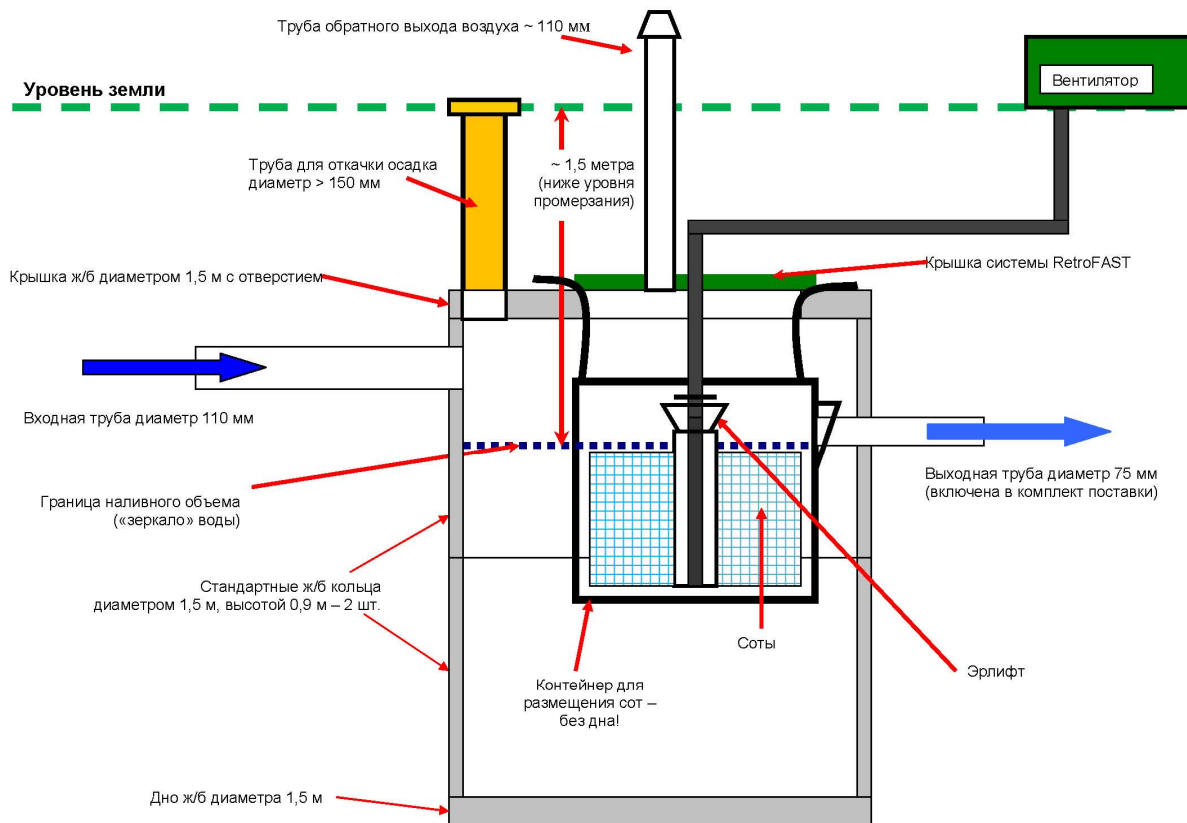 Труба обратного выхода воздуха ~ 110 мм
Вентилятор
Уровень земли
Труба для откачки осадка
диаметр > 150 мм
~ 1,5 метра
(ниже уровня
промерзания)
Крышка ж/б диаметром 1,5 м с отверстием
Крышка системы RetroFAST
Входная труба диаметр 110 мм
Выходная труба диаметр 75 мм
(включена в комплект поставки)
Граница наливного объема
(«зеркало» воды)
Стандартные ж/б кольца
диаметром 1,5 м, высотой 0,9 м – 2 шт.
Соты
Эрлифт
Контейнер для
размещения сот –
без дна!
Дно ж/б диаметра 1,5 м